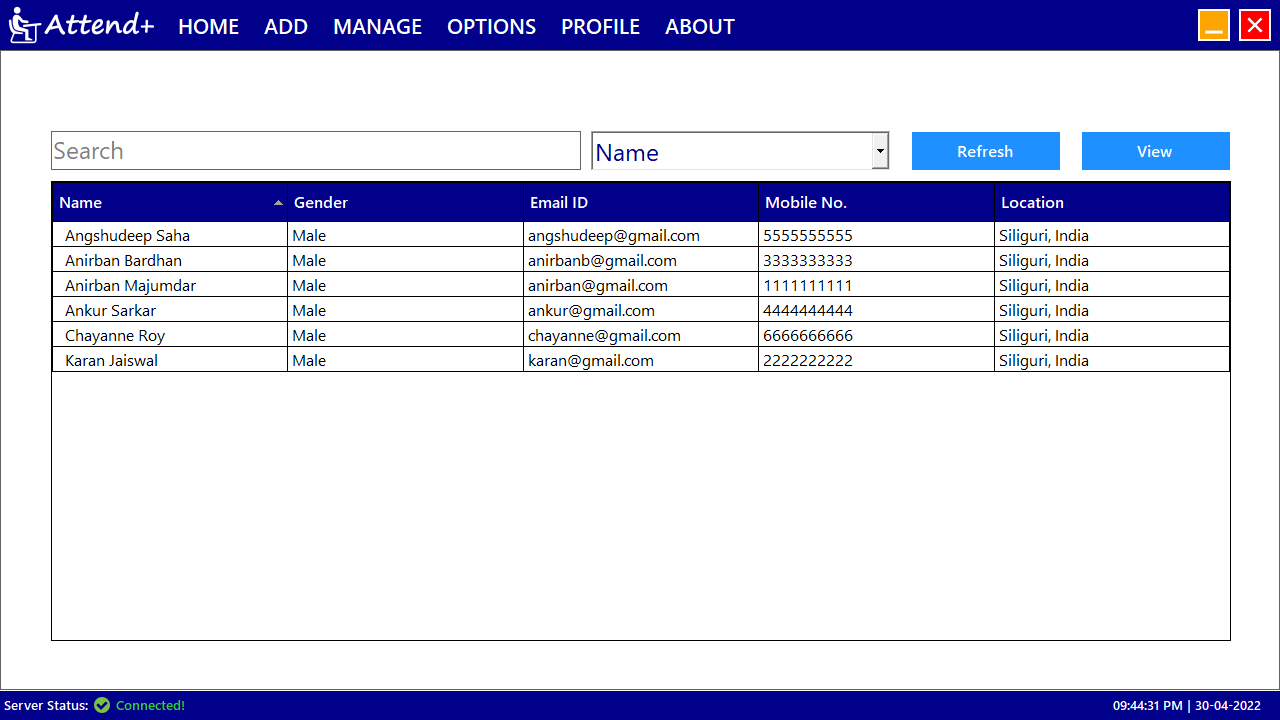 Attend+ HOME ADD MANAGE OPTIONS PROFILE ABOUT
Search Name Refresh View
Name Gender Email ID Mobile No. Location
Angshudeep Saha Male angshudeep@gmail.com 5555555555 Siliguri, India
Anirban Bardhan Male anirbanb@gmail.com 3333333333 Siliguri, India
Anirban Majumdar Male anirban@gmail.com 1111111111 Siliguri, India
Ankur Sarkar Male ankur@gmail.com 4444444444 Siliguri, India
Chayanne Roy Male chayanne@gmail.com 6666666666 Siliguri, India
Karan Jaiswal Male karan@gmail.com 2222222222 Siliguri, India
Server Status: Connected! 09:44:31 PM | 30-04-2022